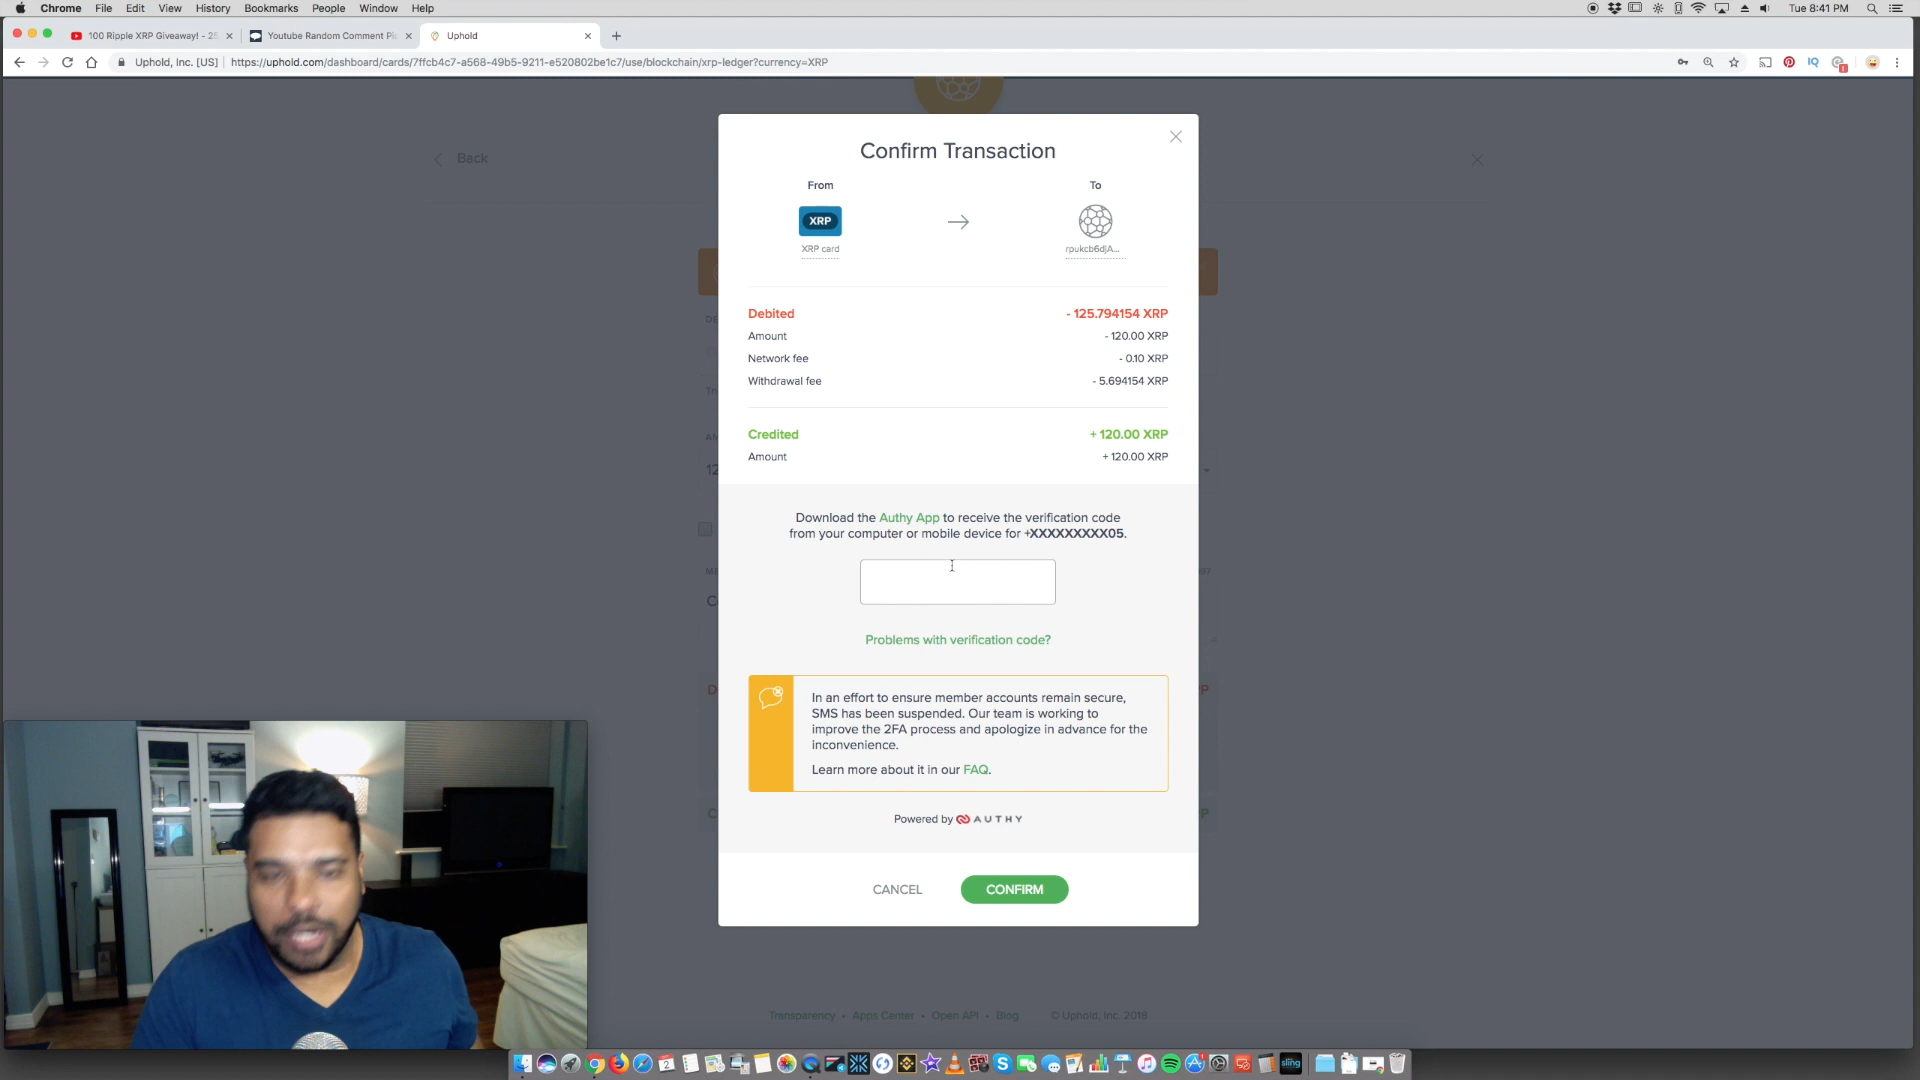 Chrome File Edit View History Bookmarks People Window Help Tue 8:41 PM
100 Ripple XRP Giveaway! - 25 Youtube Random Comment Pic Uphold
Uphold, Inc. [US] https://uphold.com/dashboard/cards/7ffcb4c7-a568-49b5-9211-e520802be1c7/use/blockchain/xrp-ledger?currency=XRP
Back
Confirm Transaction
From To
XRP
XRP card rpukcb6djA...
Debited - 125.794154 XRP
Amount - 120.00 XRP
Network fee - 0.10 XRP
Withdrawal fee - 5.694154 XRP
Credited + 120.00 XRP
Amount + 120.00 XRP
Download the Authy App to receive the verification code
from your computer or mobile device for +XXXXXXXXX05.
Problems with verification code?
In an effort to ensure member accounts remain secure,
SMS has been suspended. Our team is working to
improve the 2FA process and apologize in advance for the
inconvenience.
Learn more about it in our FAQ.
Powered by AUTHY
CANCEL CONFIRM
Transparency • Apps Center • Open API • Blog © Uphold, Inc. 2018
sling